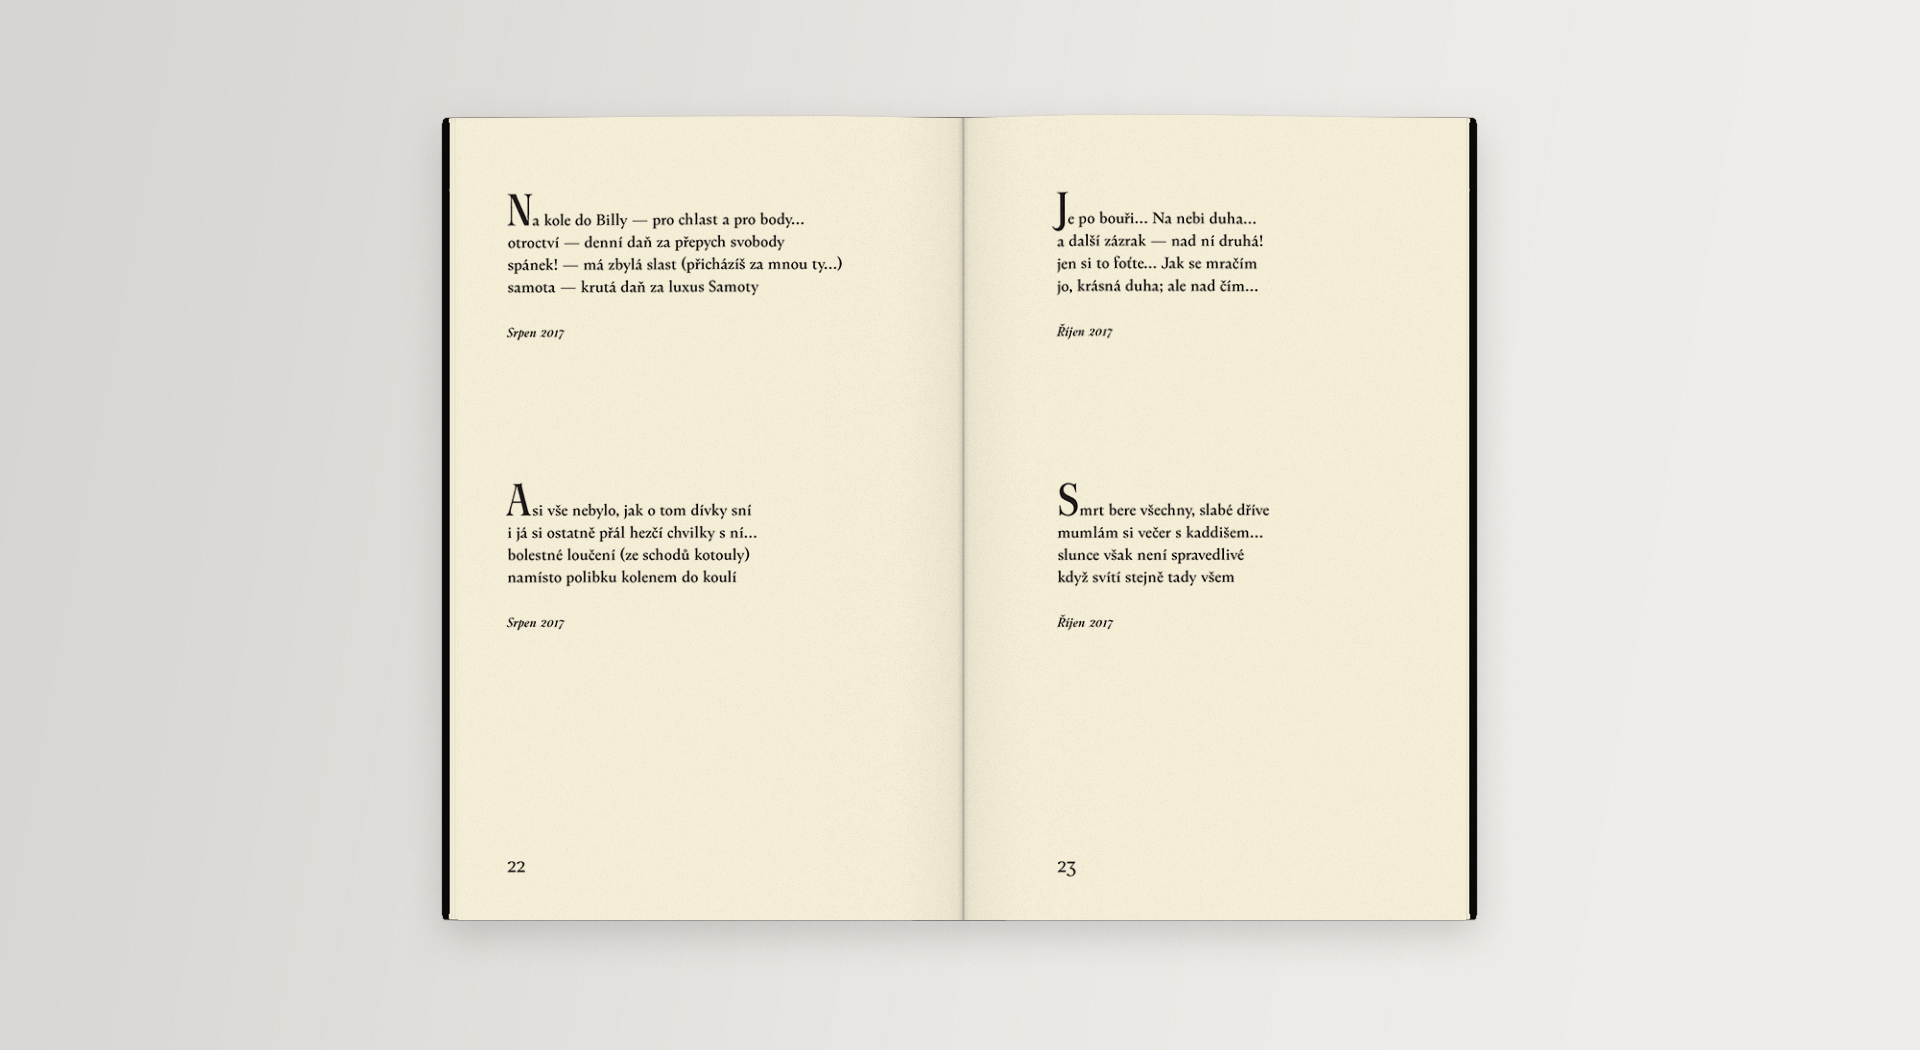 Na kole do Billy — pro chlast a pro body...
otroctví — denní daň za přepych svobody
spánek! — má zbylá slast (přicházíš za mnou ty...)
samota — krutá daň za luxus Samoty
Srpen 2017
Asi vše nebylo, jak o tom dívky sní
i já si ostatně přál hezčí chvilky s ní...
bolestné loučení (ze schodů kotouly)
namísto polibku kolenem do koulí
Srpen 2017
22
Je po bouři... Na nebi duha...
a další zázrak — nad ní druhá!
jen si to foťte... Jak se mračím
jo, krásná duha; ale nad čím...
Říjen 2017
Smrt bere všechny, slabé dříve
mumlám si večer s kaddišem...
slunce však není spravedlivé
když svítí stejně tady všem
Říjen 2017
23